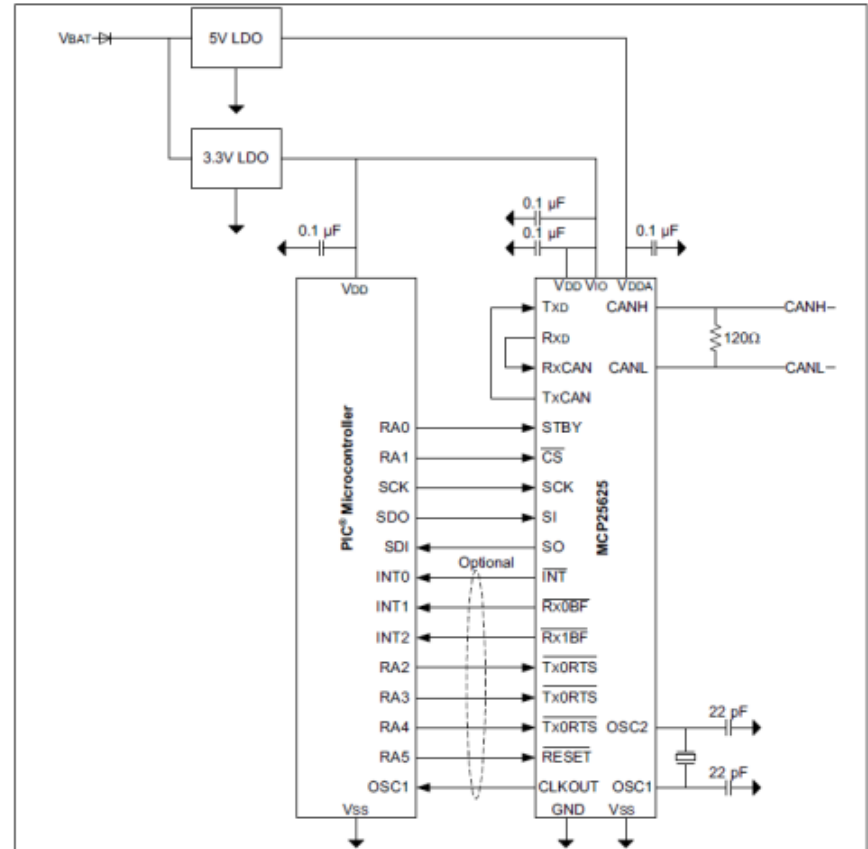 VBAT
5V LDO
3.3V LDO
0.1 µF
0.1 µF
0.1 µF
0.1 µF
VDD
VDD VIO VDDA
TXD CANH CANH
RXD 120Ω
RXCAN CANL CANL
TXCAN
RA0 STBY
RA1 CS
SCK SCK
SDO SI
SDI SO
Optional
INT0 INT
INT1 Rx0BF
INT2 Rx1BF
RA2 Tx0RTS
RA3 Tx0RTS
RA4 Tx0RTS OSC2 22 pF
RA5 RESET
OSC1 CLKOUT OSC1 22 pF
VSS GND VSS
PIC® Microcontroller
MCP25625